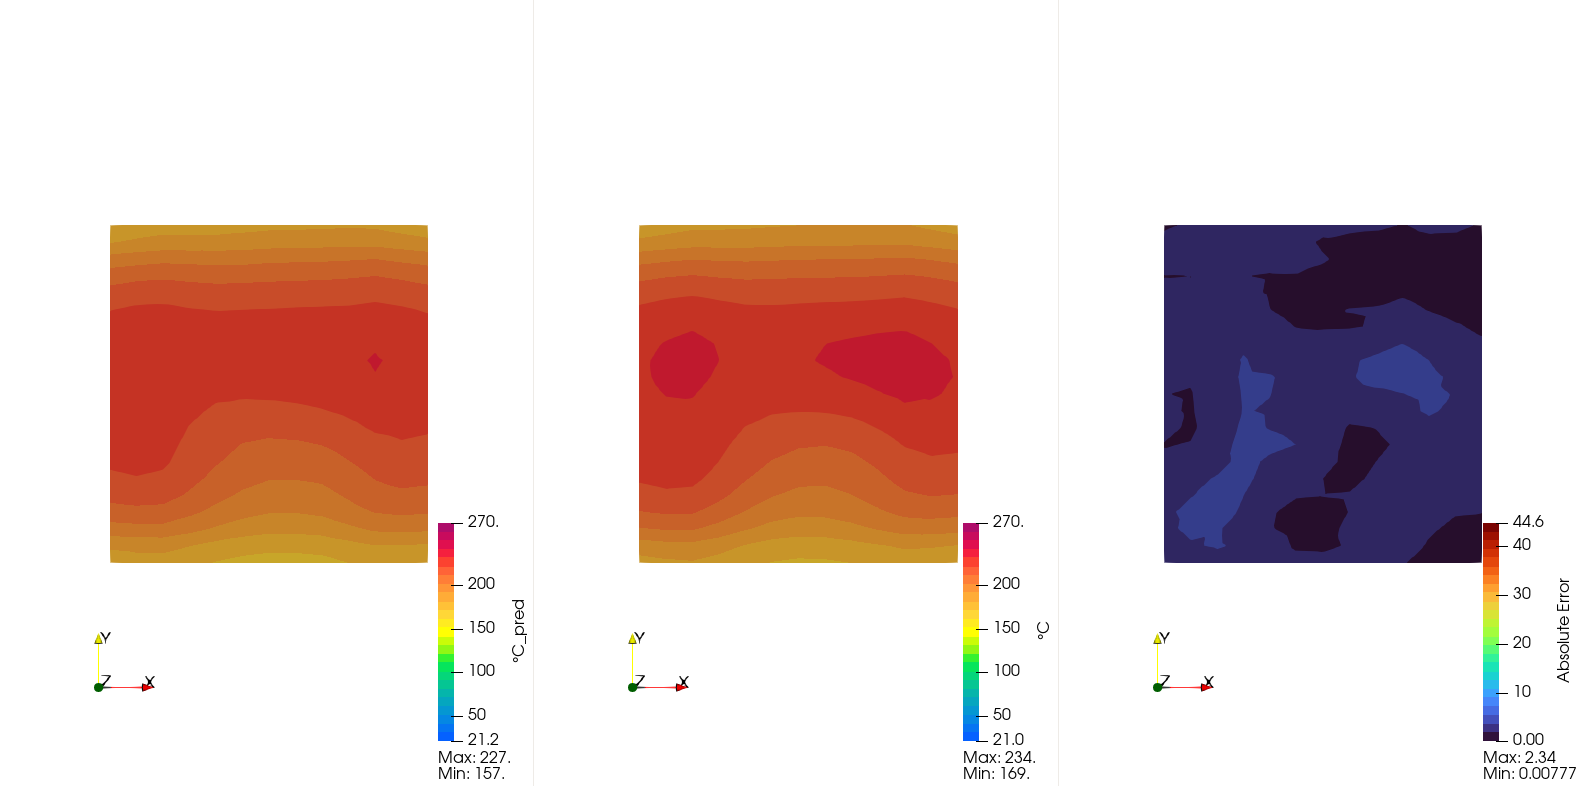 270.
200
150
100
50
21.2
°C_pred
Max: 227.
Min: 157.
Y
Z
X
270.
200
150
100
50
21.0
°C
Max: 234.
Min: 169.
Y
Z
X
44.6
40
30
20
10
0.00
Absolute Error
Max: 2.34
Min: 0.00777
Y
Z
X